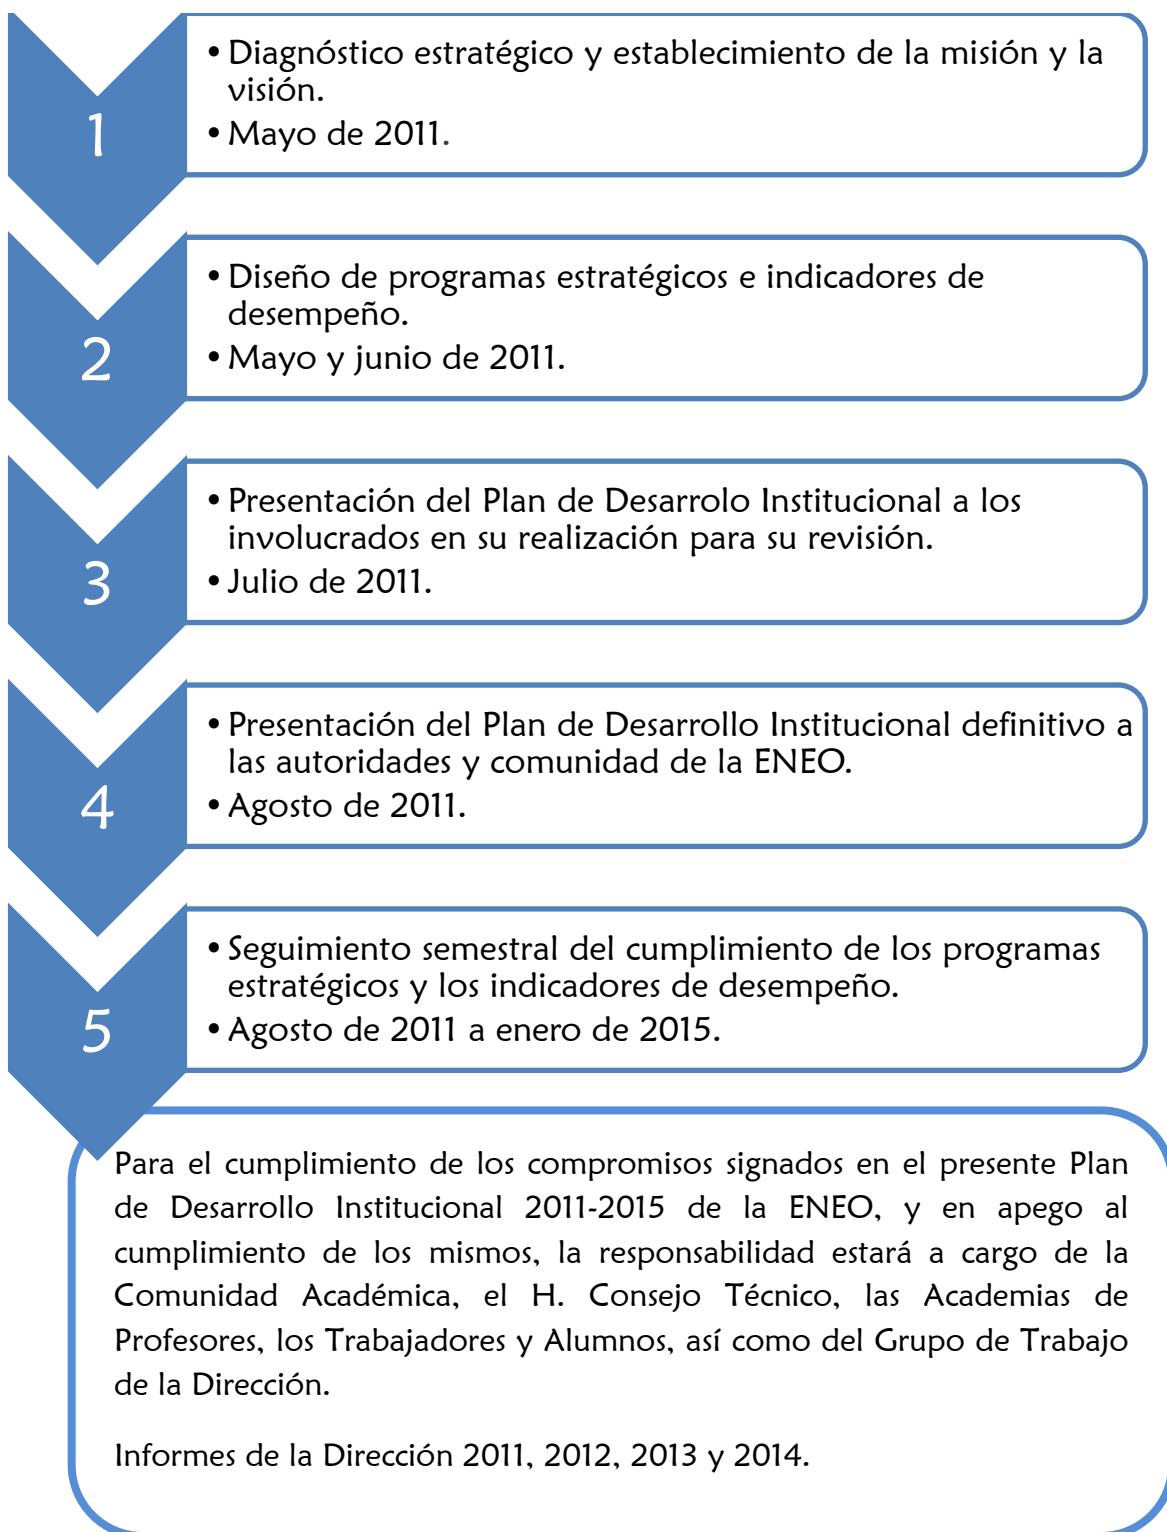 1
• Diagnóstico estratégico y establecimiento de la misión y la
visión.
• Mayo de 2011.
2
• Diseño de programas estratégicos e indicadores de
desempeño.
• Mayo y junio de 2011.
3
• Presentación del Plan de Desarrolo Institucional a los
involucrados en su realización para su revisión.
• Julio de 2011.
4
• Presentación del Plan de Desarrollo Institucional definitivo a
las autoridades y comunidad de la ENEO.
• Agosto de 2011.
5
• Seguimiento semestral del cumplimiento de los programas
estratégicos y los indicadores de desempeño.
• Agosto de 2011 a enero de 2015.
Para el cumplimiento de los compromisos signados en el presente Plan
de Desarrollo Institucional 2011-2015 de la ENEO, y en apego al
cumplimiento de los mismos, la responsabilidad estará a cargo de la
Comunidad Académica, el H. Consejo Técnico, las Academias de
Profesores, los Trabajadores y Alumnos, así como del Grupo de Trabajo
de la Dirección.
Informes de la Dirección 2011, 2012, 2013 y 2014.